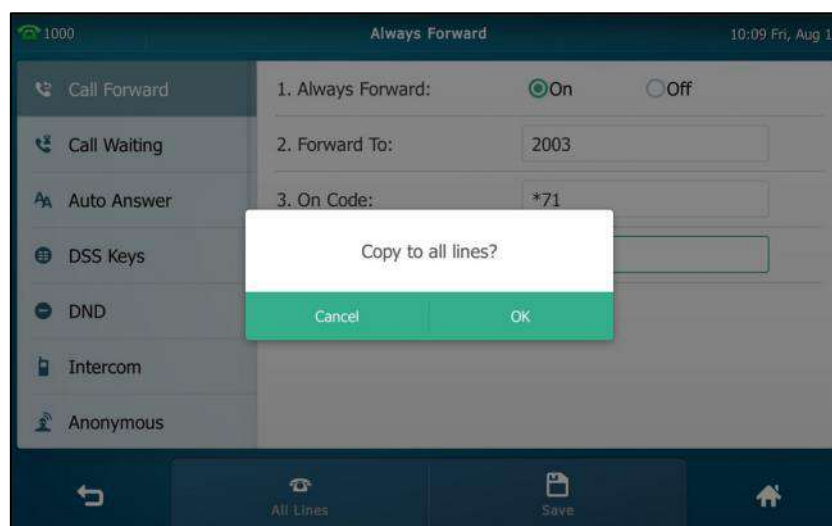 1000
Always Forward
10:09 Fri, Aug 1
Call Forward
1. Always Forward:
On
Off
Call Waiting
2. Forward To:
2003
Auto Answer
3. On Code:
*71
Copy to all lines?
DSS Keys
DND
Cancel
OK
Intercom
Anonymous
All Lines
Save